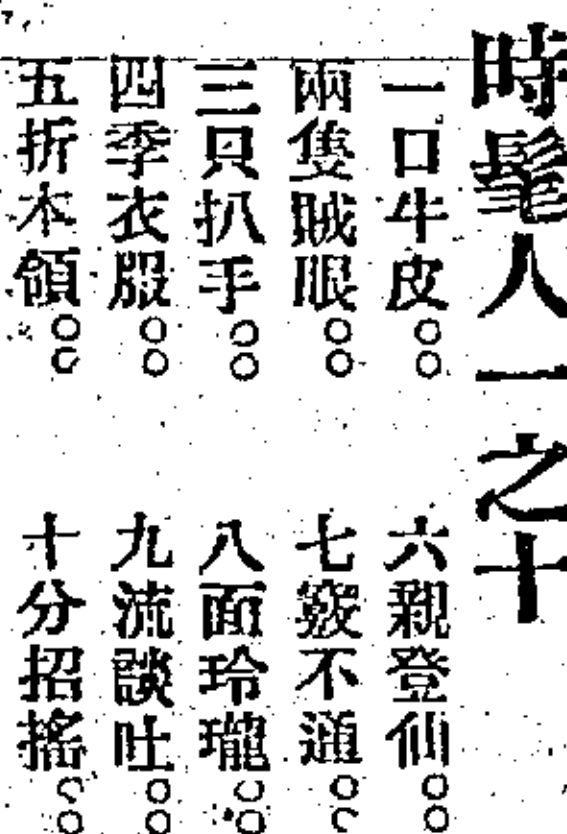 時髦人一之十
一口牛皮○○
兩隻賊眼○○
三只扒手○○
四季衣服○○
五折本領○○
六親登仙○○
七竅不通○○
八面玲瓏○○
九流談吐○○
十分招搖○○